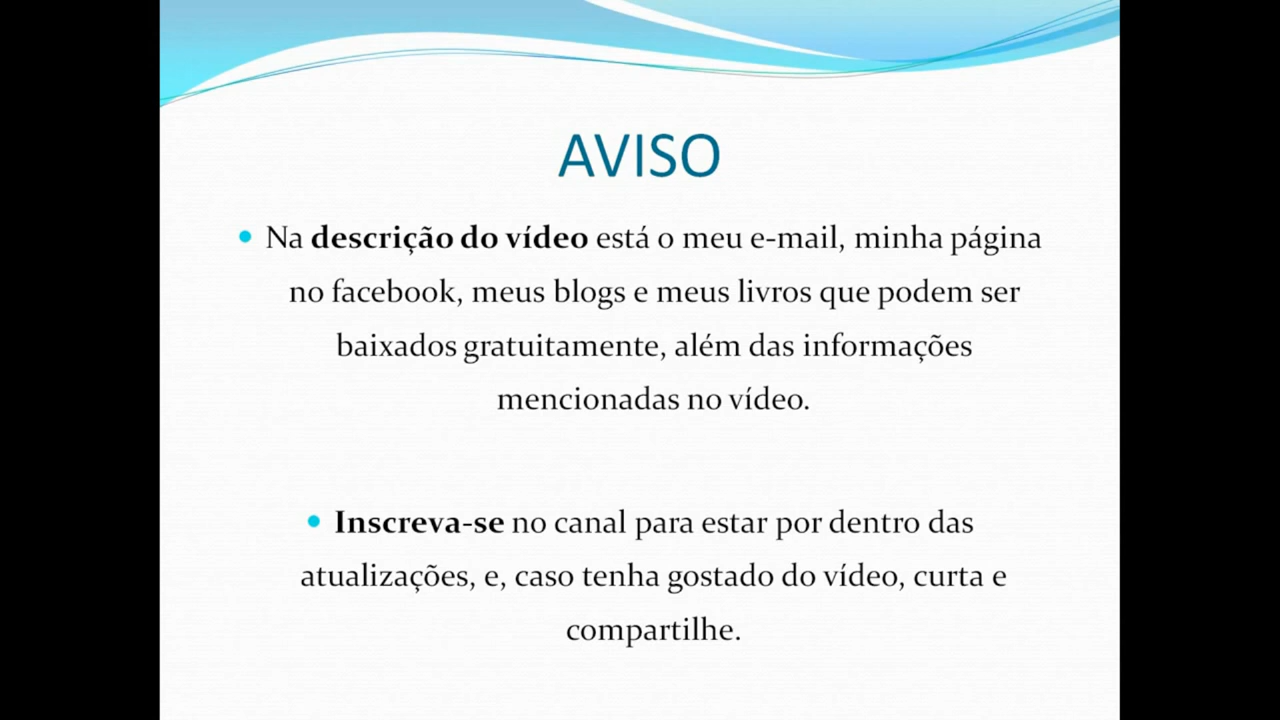 AVISO
• Na descrição do vídeo está o meu e-mail, minha página
no facebook, meus blogs e meus livros que podem ser
baixados gratuitamente, além das informações
mencionadas no vídeo.
• Inscreva-se no canal para estar por dentro das
atualizações, e, caso tenha gostado do vídeo, curta e
compartilhe.